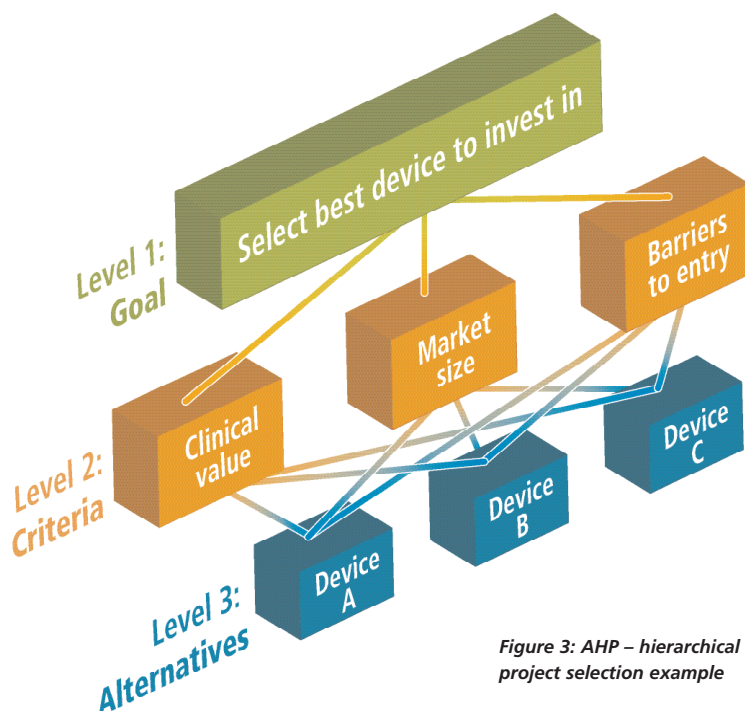 Select best device to invest in
Level 1:
Goal
Barriers
to entry
Market
size
Clinical
value
Level 2:
Criteria
Device
C
Device
B
Device
A
Level 3:
Alternatives
Figure 3: AHP – hierarchical
project selection example